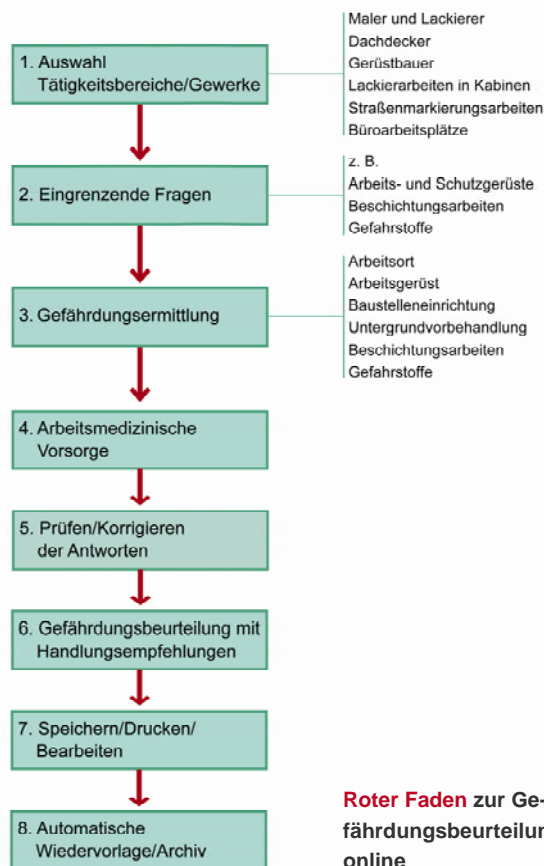 1. Auswahl
Tätigkeitsbereiche/Gewerke
Maler und Lackierer
Dachdecker
Gerüstbauer
Lackierarbeiten in Kabinen
Straßenmarkierungsarbeiten
Büroarbeitsplätze
2. Eingrenzende Fragen
z. B.
Arbeits- und Schutzgerüste
Beschichtungsarbeiten
Gefahrstoffe
3. Gefährdungsermittlung
Arbeitsort
Arbeitsgerüst
Baustelleneinrichtung
Untergrundvorbehandlung
Beschichtungsarbeiten
Gefahrstoffe
4. Arbeitsmedizinische
Vorsorge
5. Prüfen/Korrigieren
der Antworten
6. Gefährdungsbeurteilung mit
Handlungsempfehlungen
7. Speichern/Drucken/
Bearbeiten
8. Automatische
Wiedervorlage/Archiv
Roter Faden zur Ge-
fährdungsbeurteilun
online